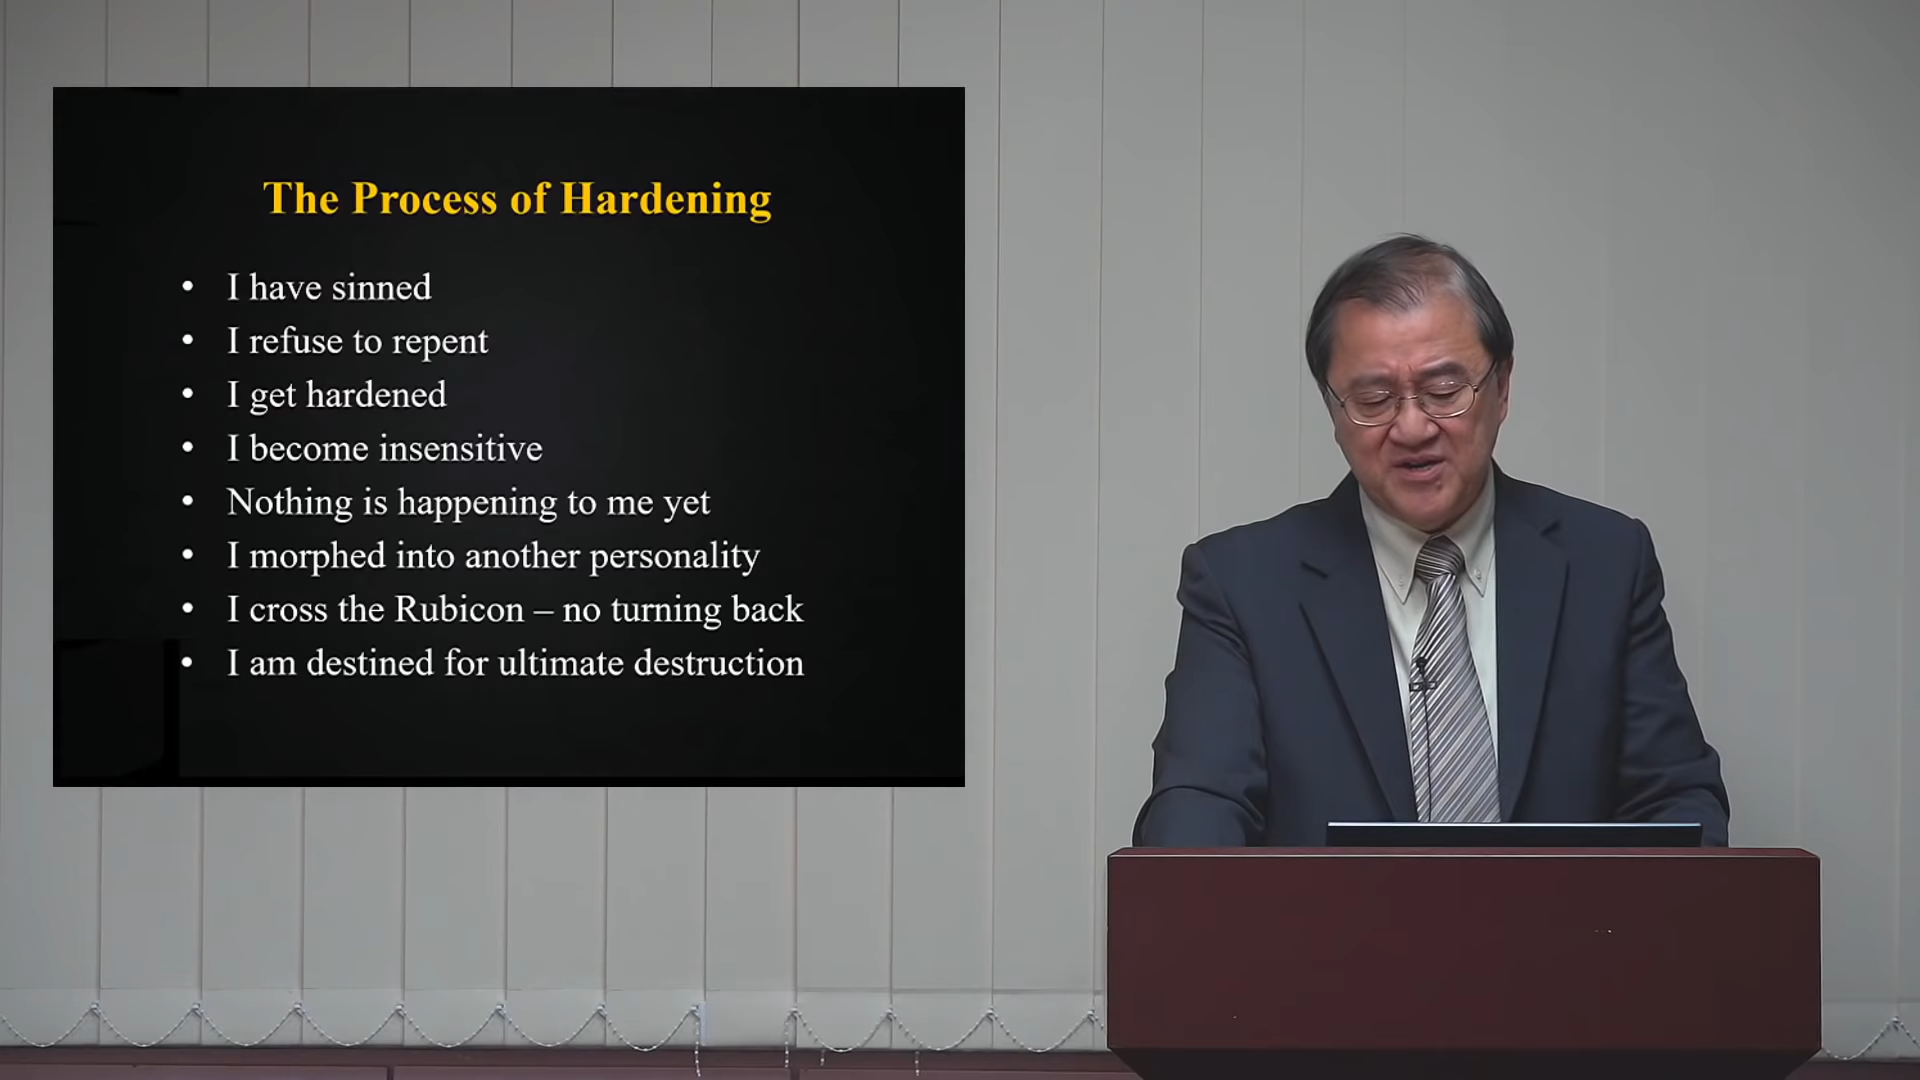 The Process of Hardening
• I have sinned
• I refuse to repent
• I get hardened
• I become insensitive
• Nothing is happening to me yet
• I morphed into another personality
• I cross the Rubicon – no turning back
• I am destined for ultimate destruction